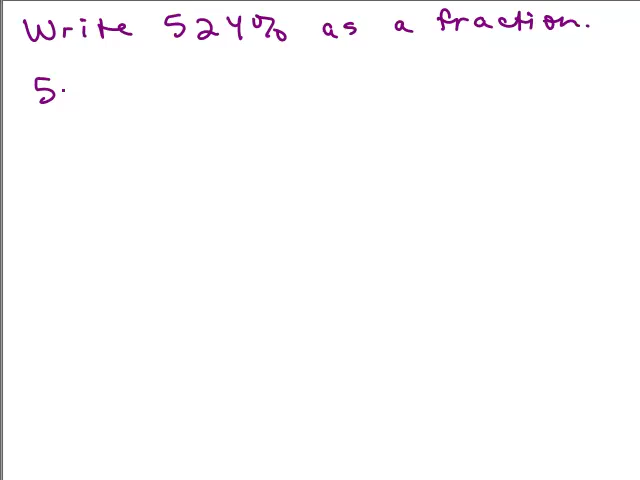 Write 524% as a fraction.
5.